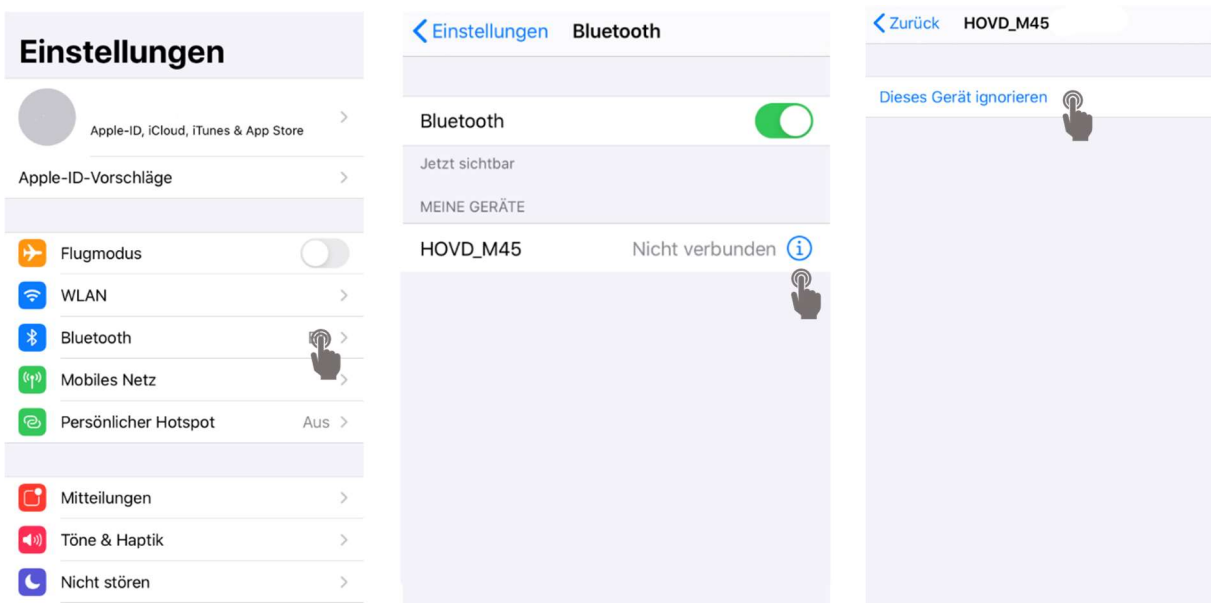 Einstellungen
Apple-ID, iCloud, iTunes & App Store
Apple-ID-Vorschläge
Flugmodus
WLAN
Bluetooth
Mobiles Netz
Persönlicher Hotspot Aus
Mitteilungen
Töne & Haptik
Nicht stören
Einstellungen Bluetooth
Bluetooth
Jetzt sichtbar
MEINE GERÄTE
HOVD_M45 Nicht verbunden
Zurück HOVD_M45
Dieses Gerät ignorieren